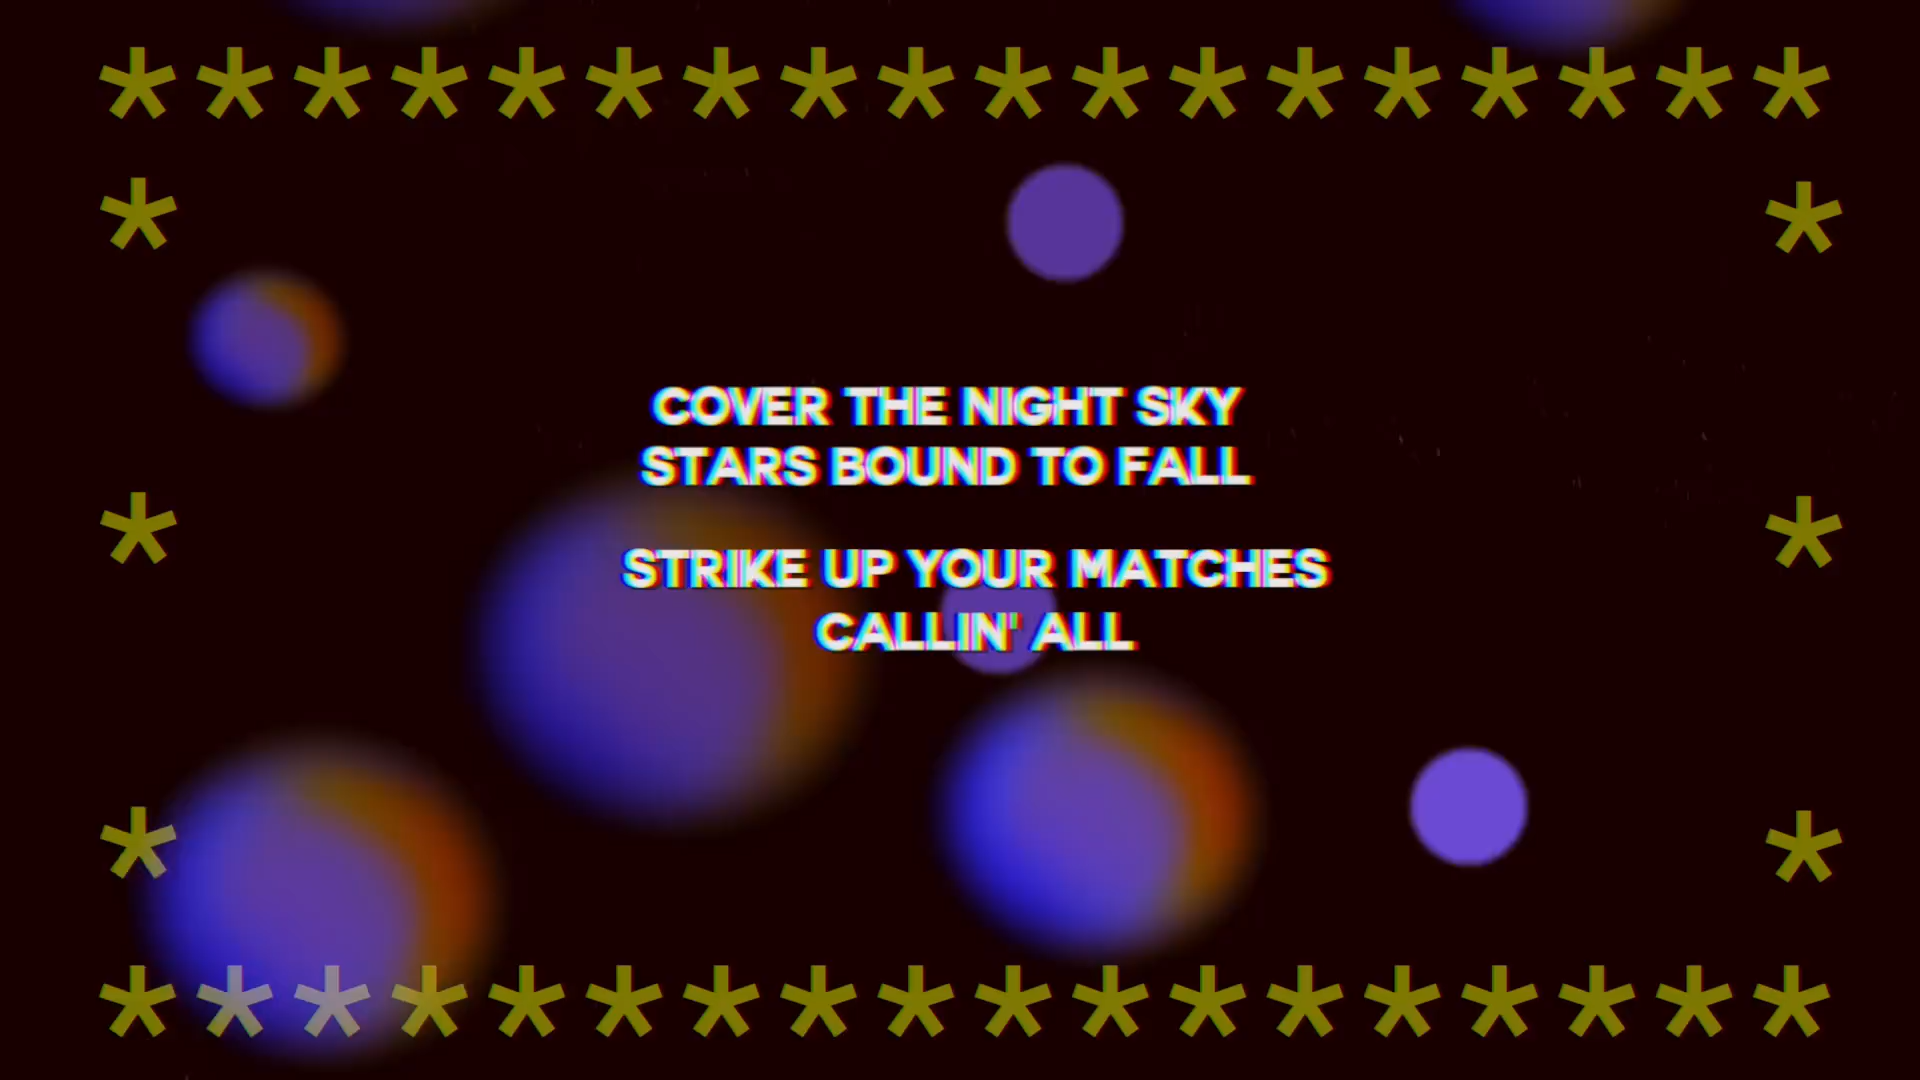 * * * * * * * * * * * * * * * * * *
* *
COVER THE NIGHT SKY
STARS BOUND TO FALL
* *
STRIKE UP YOUR MATCHES
CALLIN' ALL
* *
* * * * * * * * * * * * * * * * * *